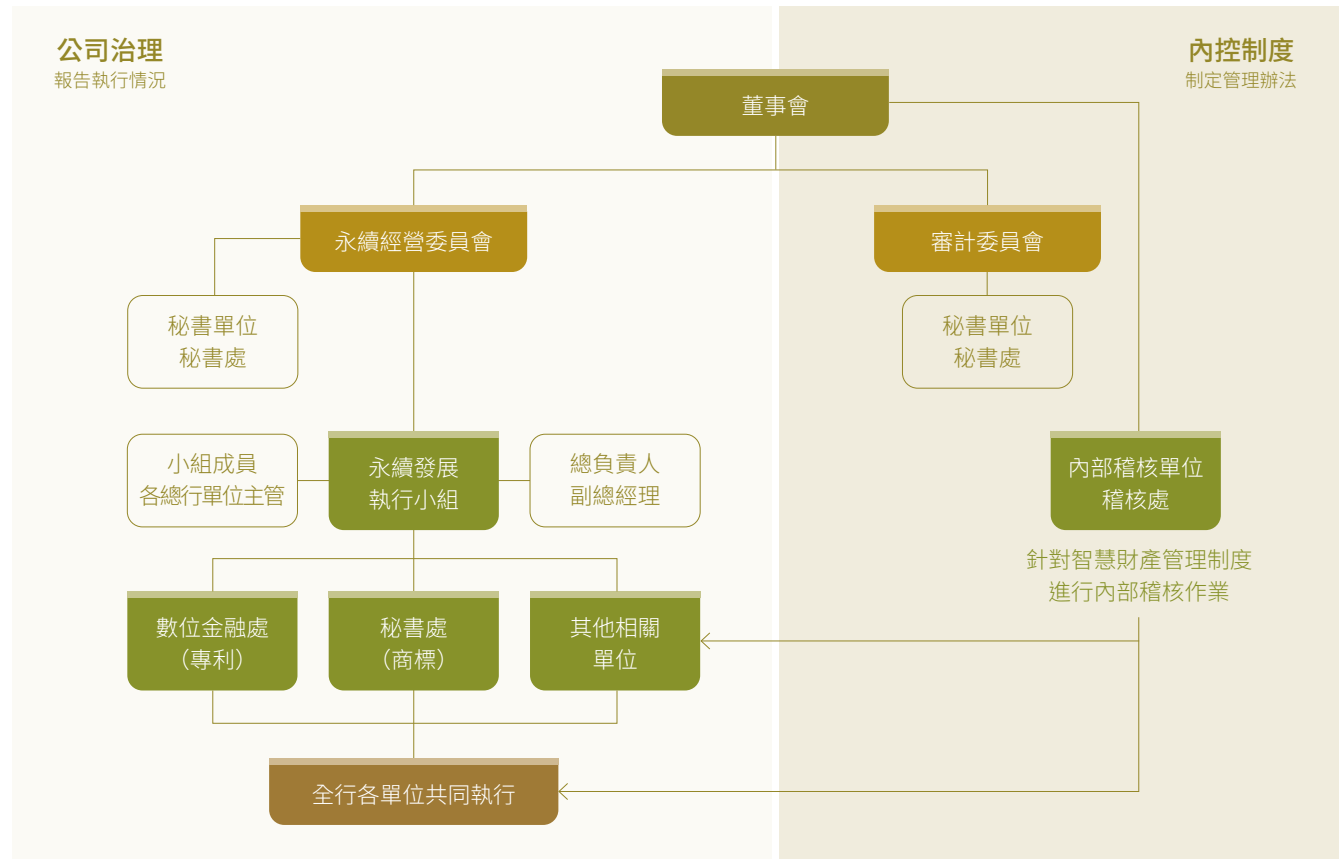 公司治理
報告執行情況
內控制度
制定管理辦法
董事會
永續經營委員會
審計委員會
秘書單位
秘書處
秘書單位
秘書處
小組成員
各總行單位主管
永續發展
執行小組
總負責人
副總經理
內部稽核單位
稽核處
針對智慧財產管理制度
進行內部稽核作業
數位金融處
（專利）
秘書處
（商標）
其他相關
單位
全行各單位共同執行